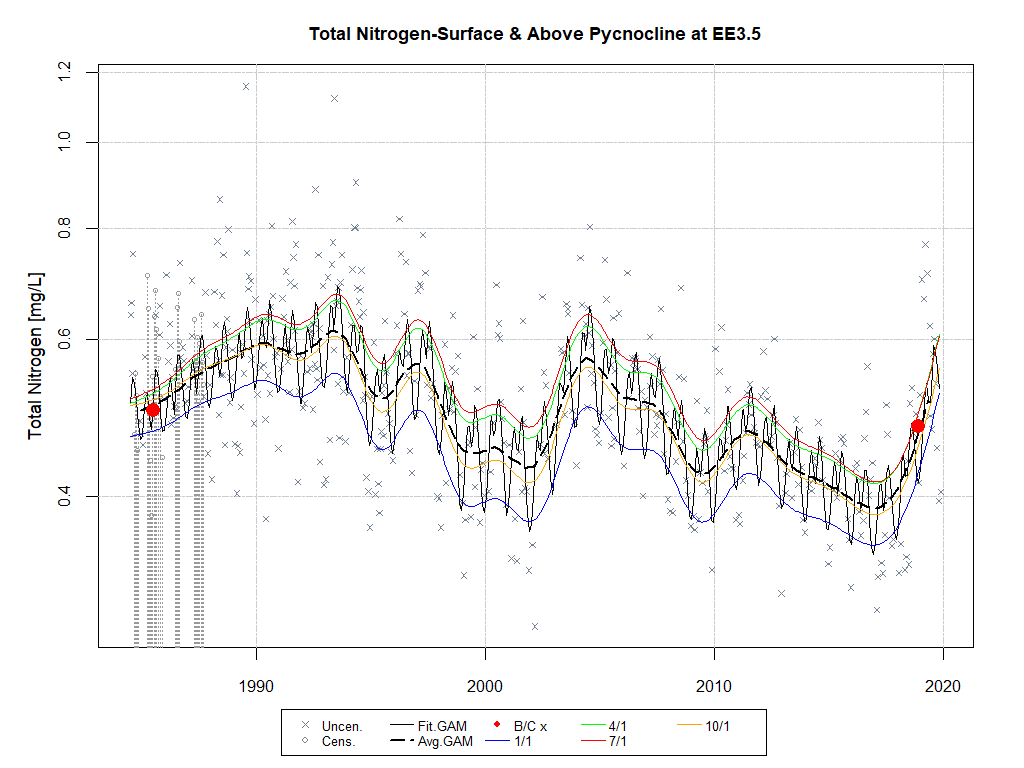 Total Nitrogen-Surface & Above Pycnocline at EE3.5
1.2
1.0
0.8
0.6
0.4
Total Nitrogen [mg/L]
1990 2000 2010 2020
Uncen. Fit.GAM B/C x 4/1 10/1
Cens. Avg.GAM 1/1 7/1